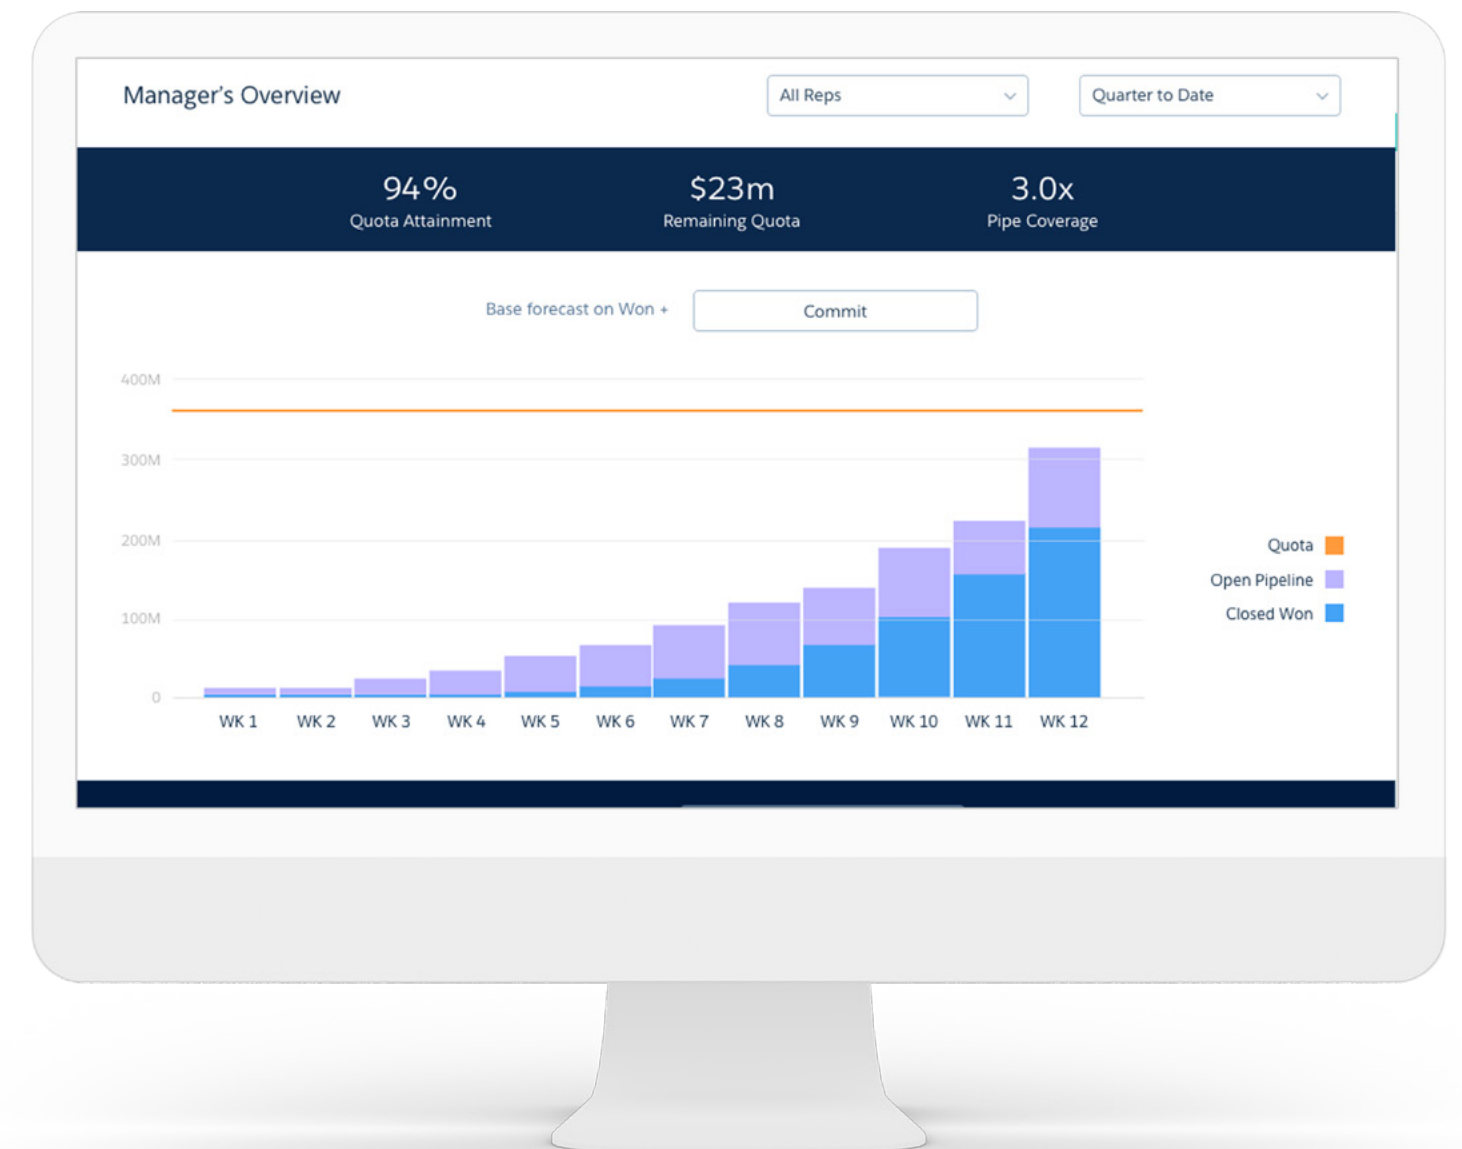 Manager's Overview
All Reps
Quarter to Date
94%
Quota Attainment
$23m
Remaining Quota
3.0x
Pipe Coverage
Base forecast on Won +
Commit
400M
300M
200M
100M
0
Quota
Open Pipeline
Closed Won
WK 1 WK 2 WK 3 WK 4 WK 5 WK 6 WK 7 WK 8 WK 9 WK 10 WK 11 WK 12